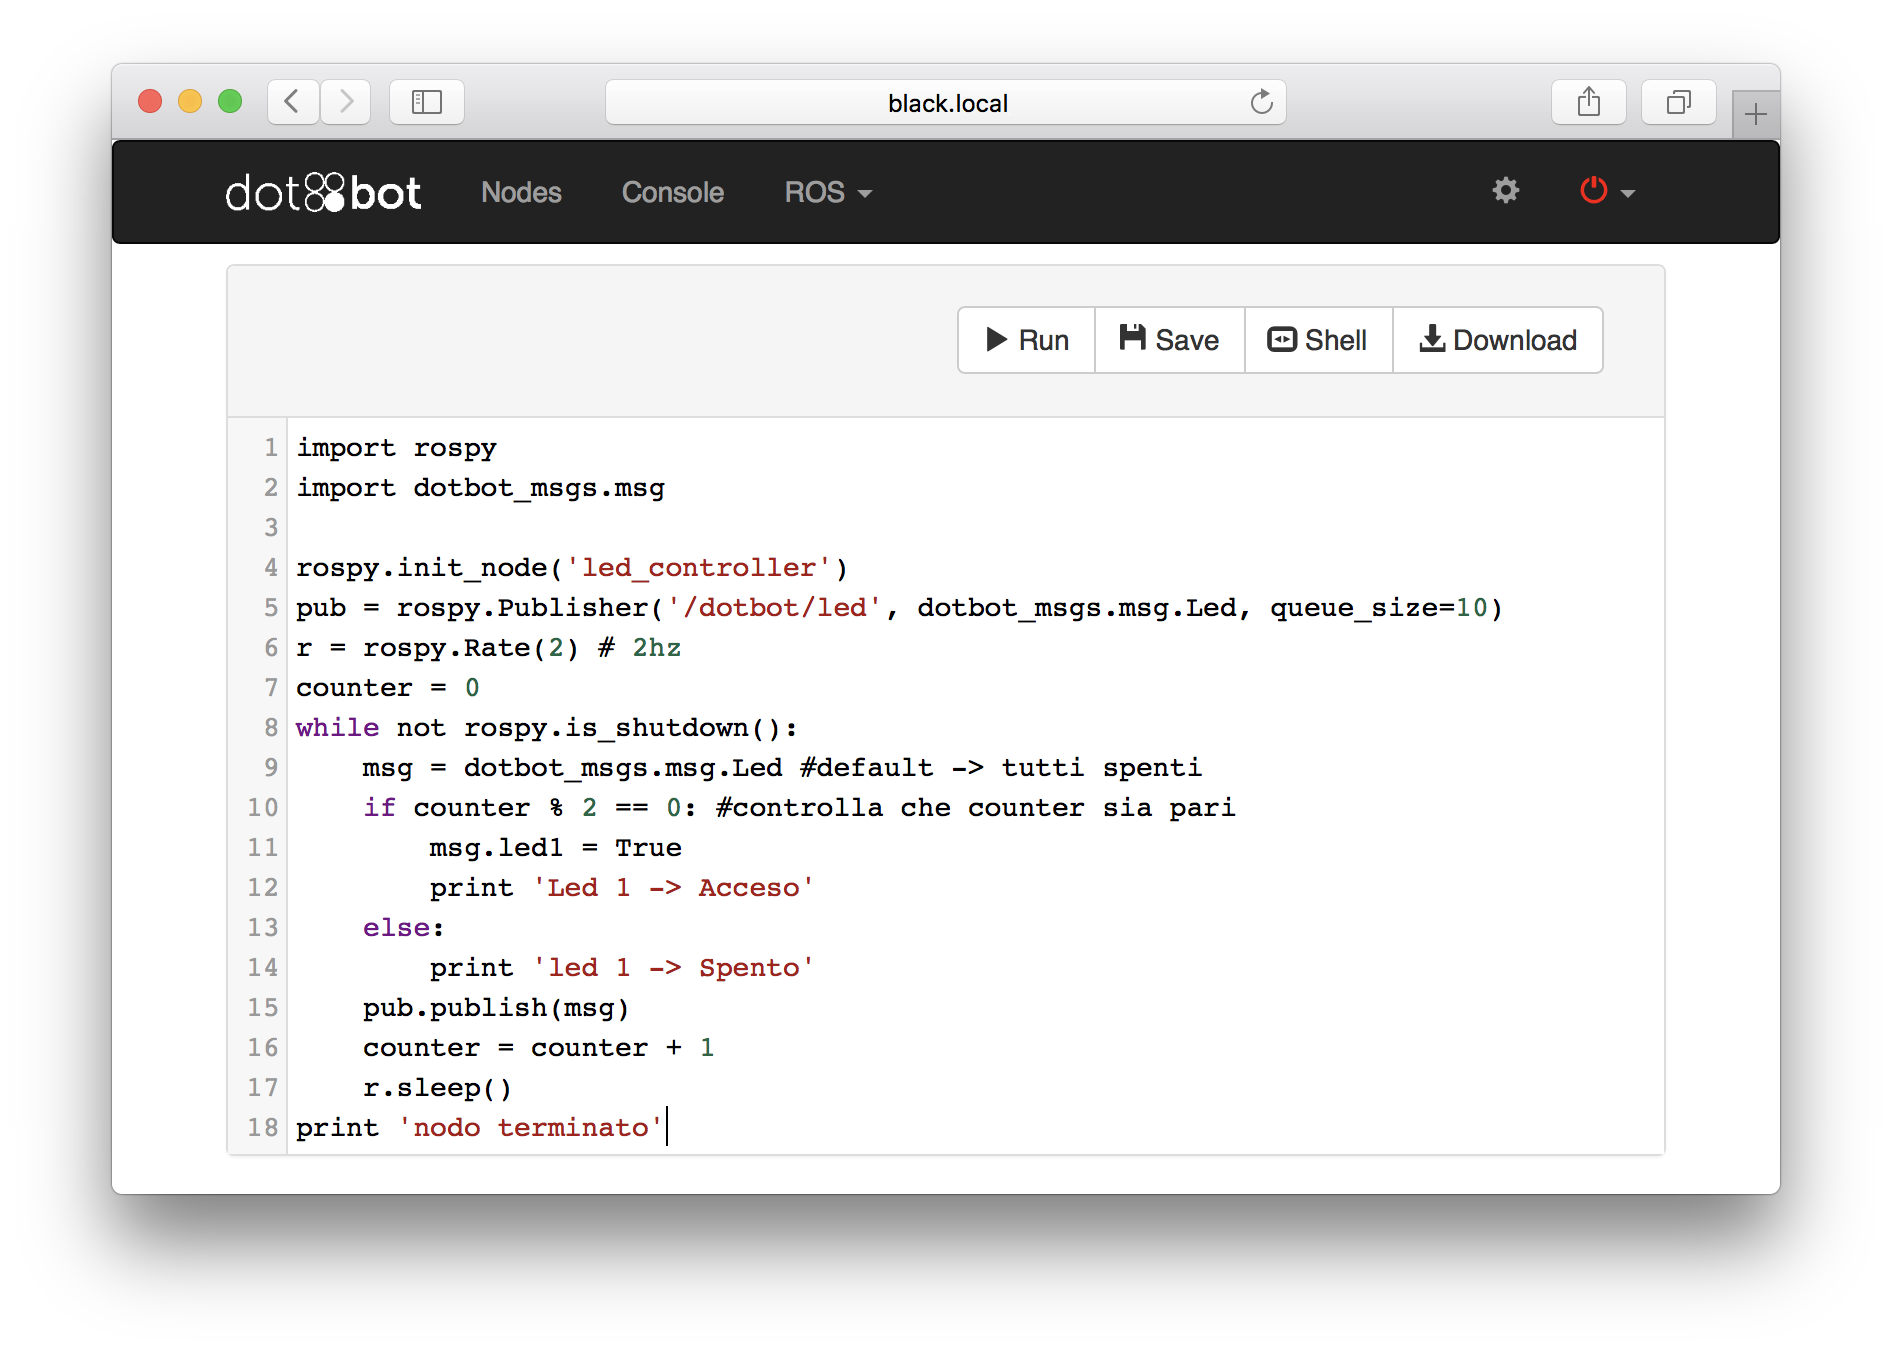 black.local
dotbot Nodes Console ROS
Run Save Shell Download
1 import rospy
2 import dotbot_msgs.msg
3
4 rospy.init_node('led_controller')
5 pub = rospy.Publisher('/dotbot/led', dotbot_msgs.msg.Led, queue_size=10)
6 r = rospy.Rate(2) # 2hz
7 counter = 0
8 while not rospy.is_shutdown():
9     msg = dotbot_msgs.msg.Led #default -> tutti spenti
10     if counter % 2 == 0: #controlla che counter sia pari
11         msg.led1 = True
12         print 'Led 1 -> Acceso'
13     else:
14         print 'led 1 -> Spento'
15     pub.publish(msg)
16     counter = counter + 1
17     r.sleep()
18 print 'nodo terminato'